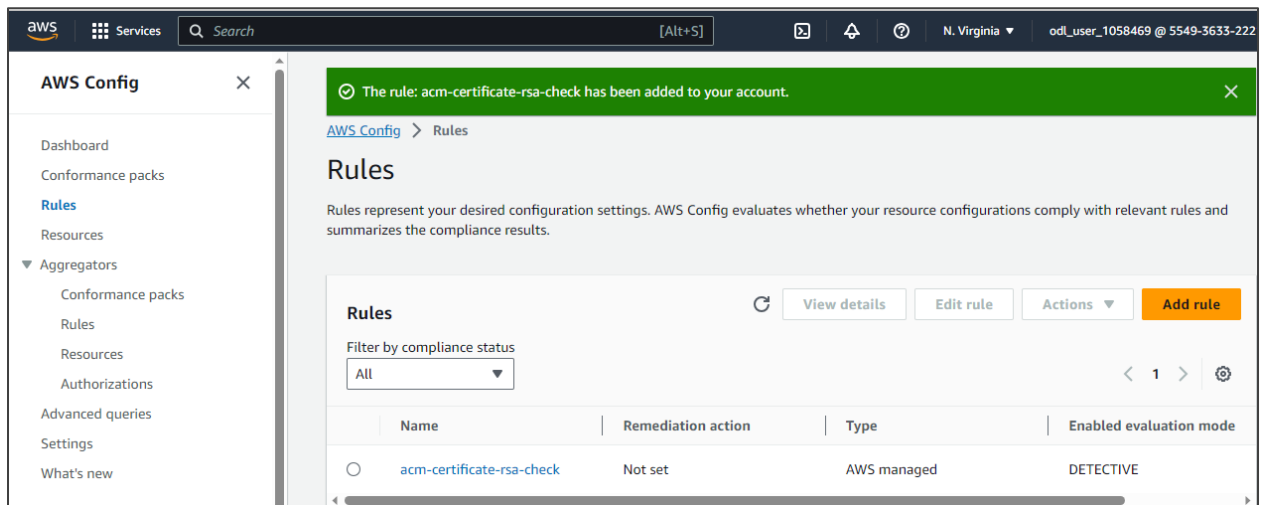 aws
Services
Search
[Alt+S]
N. Virginia
odl_user_1058469 @ 5549-3633-222
AWS Config
Dashboard
Conformance packs
Rules
Resources
Aggregators
Conformance packs
Rules
Resources
Authorizations
Advanced queries
Settings
What's new
The rule: acm-certificate-rsa-check has been added to your account.
AWS Config > Rules
Rules
Rules represent your desired configuration settings. AWS Config evaluates whether your resource configurations comply with relevant rules and
summarizes the compliance results.
Rules
View details
Edit rule
Actions
Add rule
Filter by compliance status
All
1
Name
Remediation action
Type
Enabled evaluation mode
acm-certificate-rsa-check
Not set
AWS managed
DETECTIVE